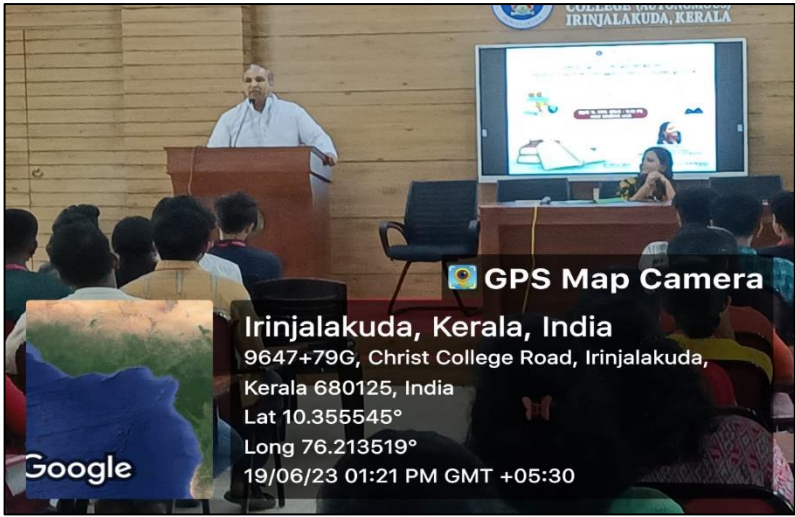 COLLEGE (AUTONOMOUS)
IRINJALAKUDA, KERALA
GPS Map Camera
Irinjalakuda, Kerala, India
9647+79G, Christ College Road, Irinjalakuda,
Kerala 680125, India
Lat 10.355545°
Long 76.213519°
19/06/23 01:21 PM GMT +05:30
Google